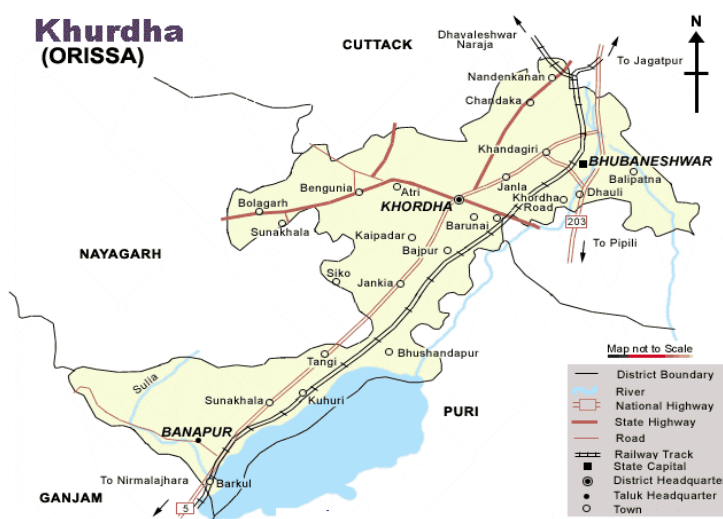 Khurdha
(ORISSA)
CUTTACK
Dhavaleshwar
Naraja
N
To Jagatpur
Nandenkanan
Chandaka
Khandagiri
BHUBANESHWAR
Balipatna
Bengunia
Atri
Janla
Khordha
Road
Dhauli
Bolagarh
KHORDHA
Sunakhala
Barunai
203
Kaipadar
Bajpur
To Pipili
NAYAGARH
Siko
Jankia
Tangi
Bhushandapur
Map not to Scale
Sulia
Sunakhala
Kuhuri
PURI
BANAPUR
To Nirmalajhara
Barkul
GANJAM
5
District Boundary
River
National Highway
State Highway
Road
Railway Track
State Capital
District Headquarte
Taluk Headquarter
Town